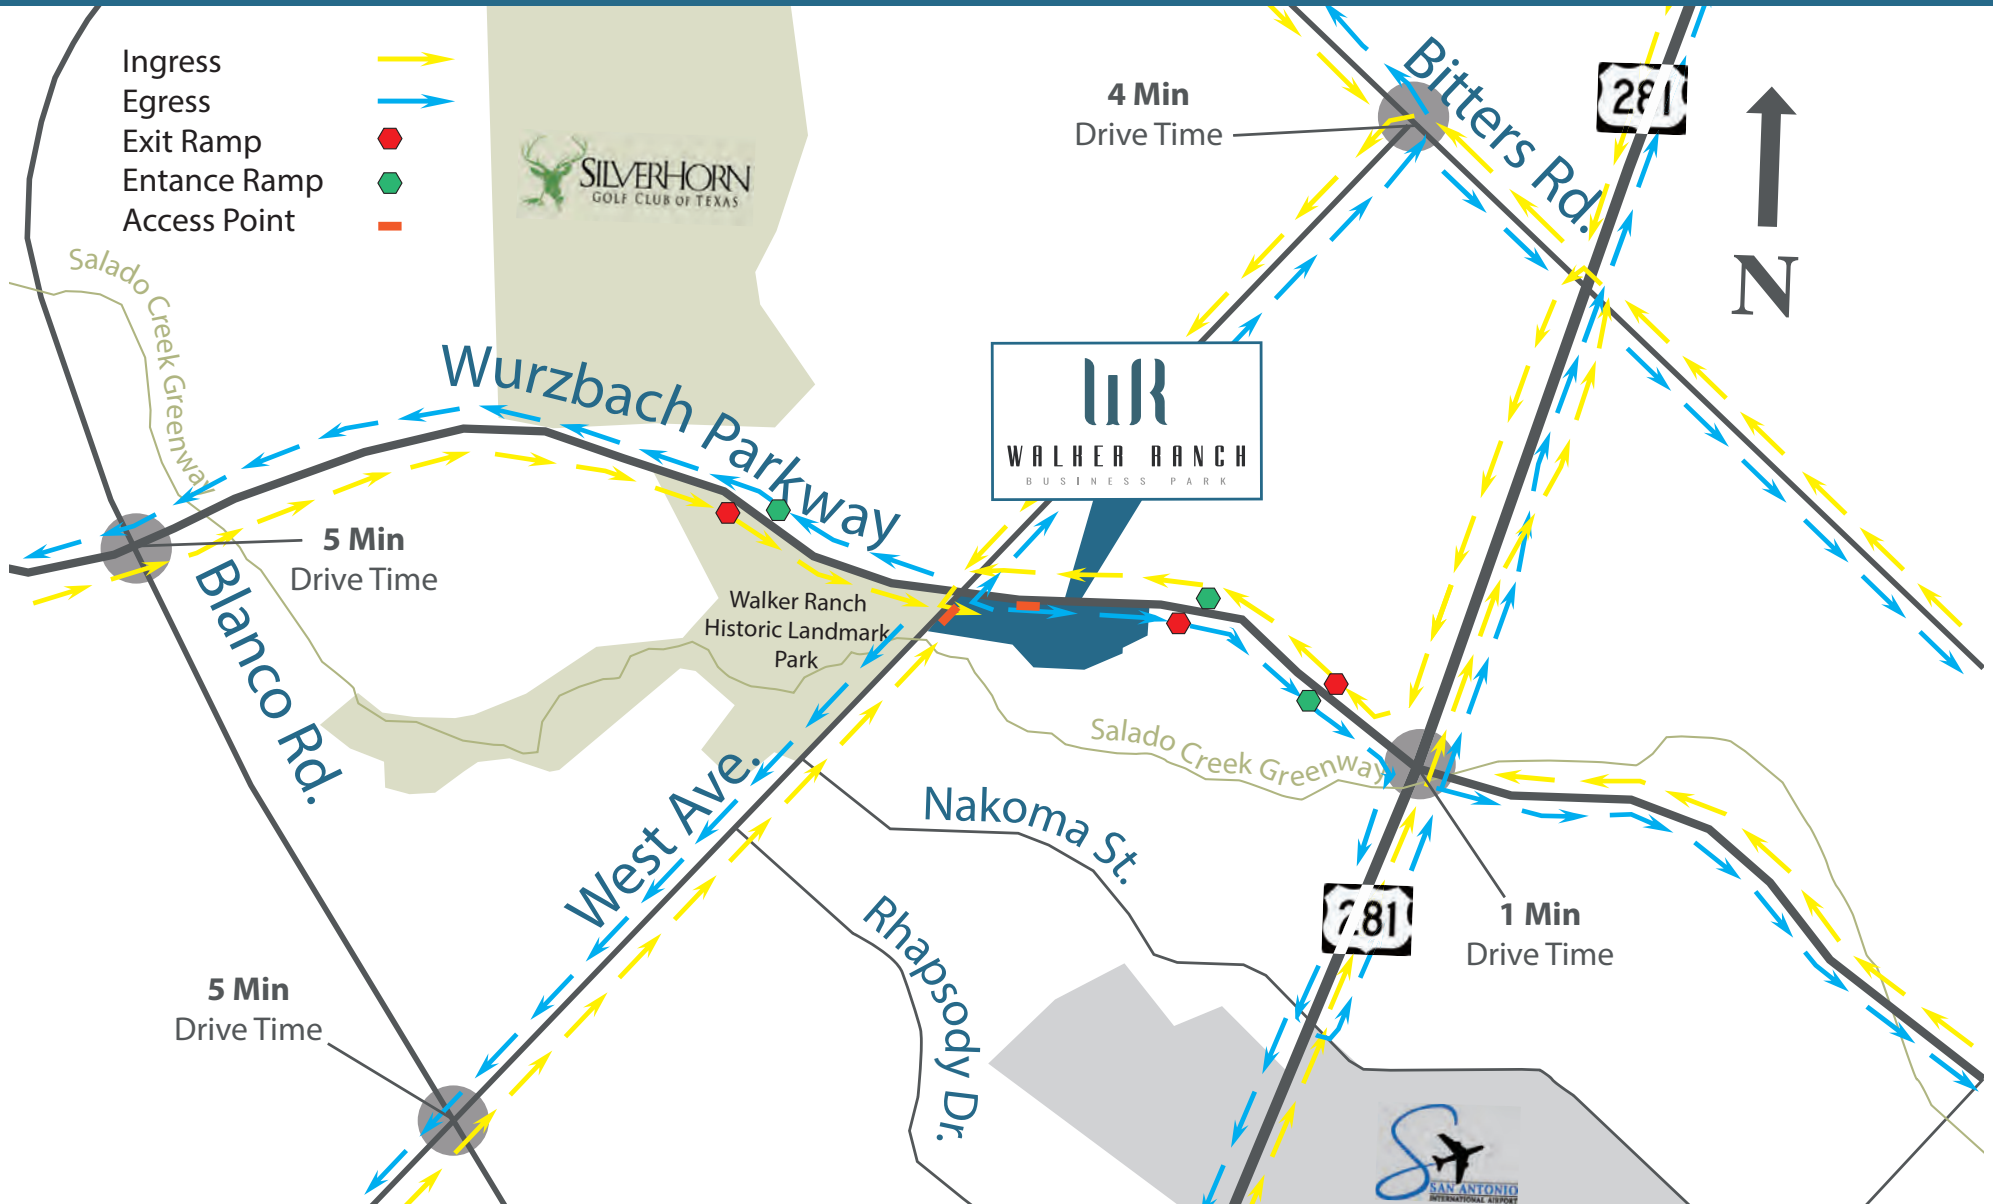 Ingress
Egress
Exit Ramp
Entance Ramp
Access Point
SILVERHORN
GOLF CLUB OF TEXAS
4 Min
Drive Time
Bitters Rd.
281
N
Salado Creek Greenway
Wurzbach Parkway
WR
WALKER RANCH
BUSINESS PARK
5 Min
Drive Time
Blanco Rd.
Walker Ranch
Historic Landmark
Park
Salado Creek Greenway
West Ave.
Nakoma St.
Rhapsody Dr.
281
1 Min
Drive Time
5 Min
Drive Time
SAN ANTONIO
INTERNATIONAL AIRPORT